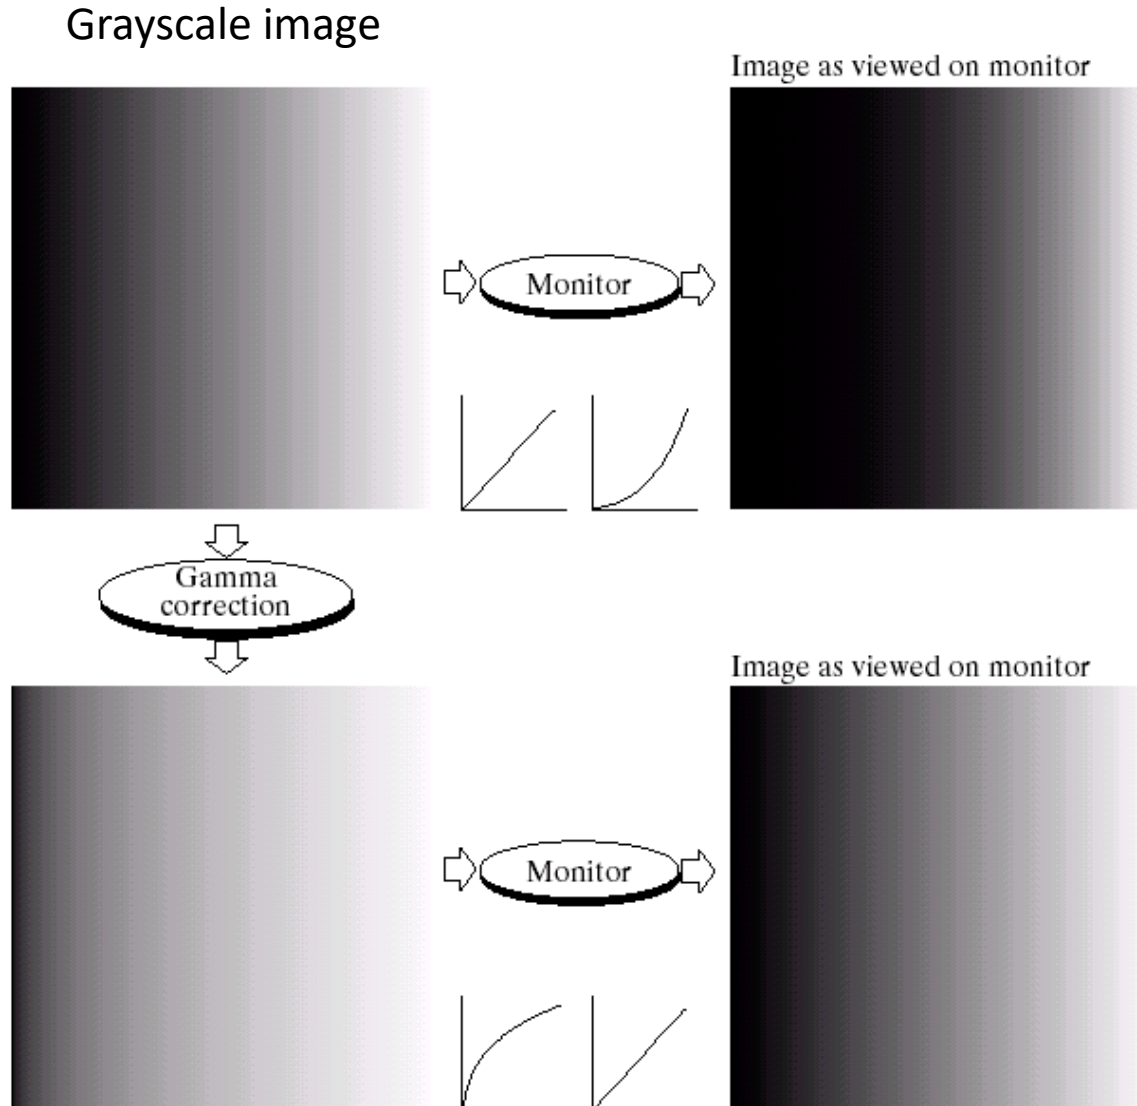 Grayscale image
Image as viewed on monitor
Monitor
Gamma
correction
Image as viewed on monitor
Monitor